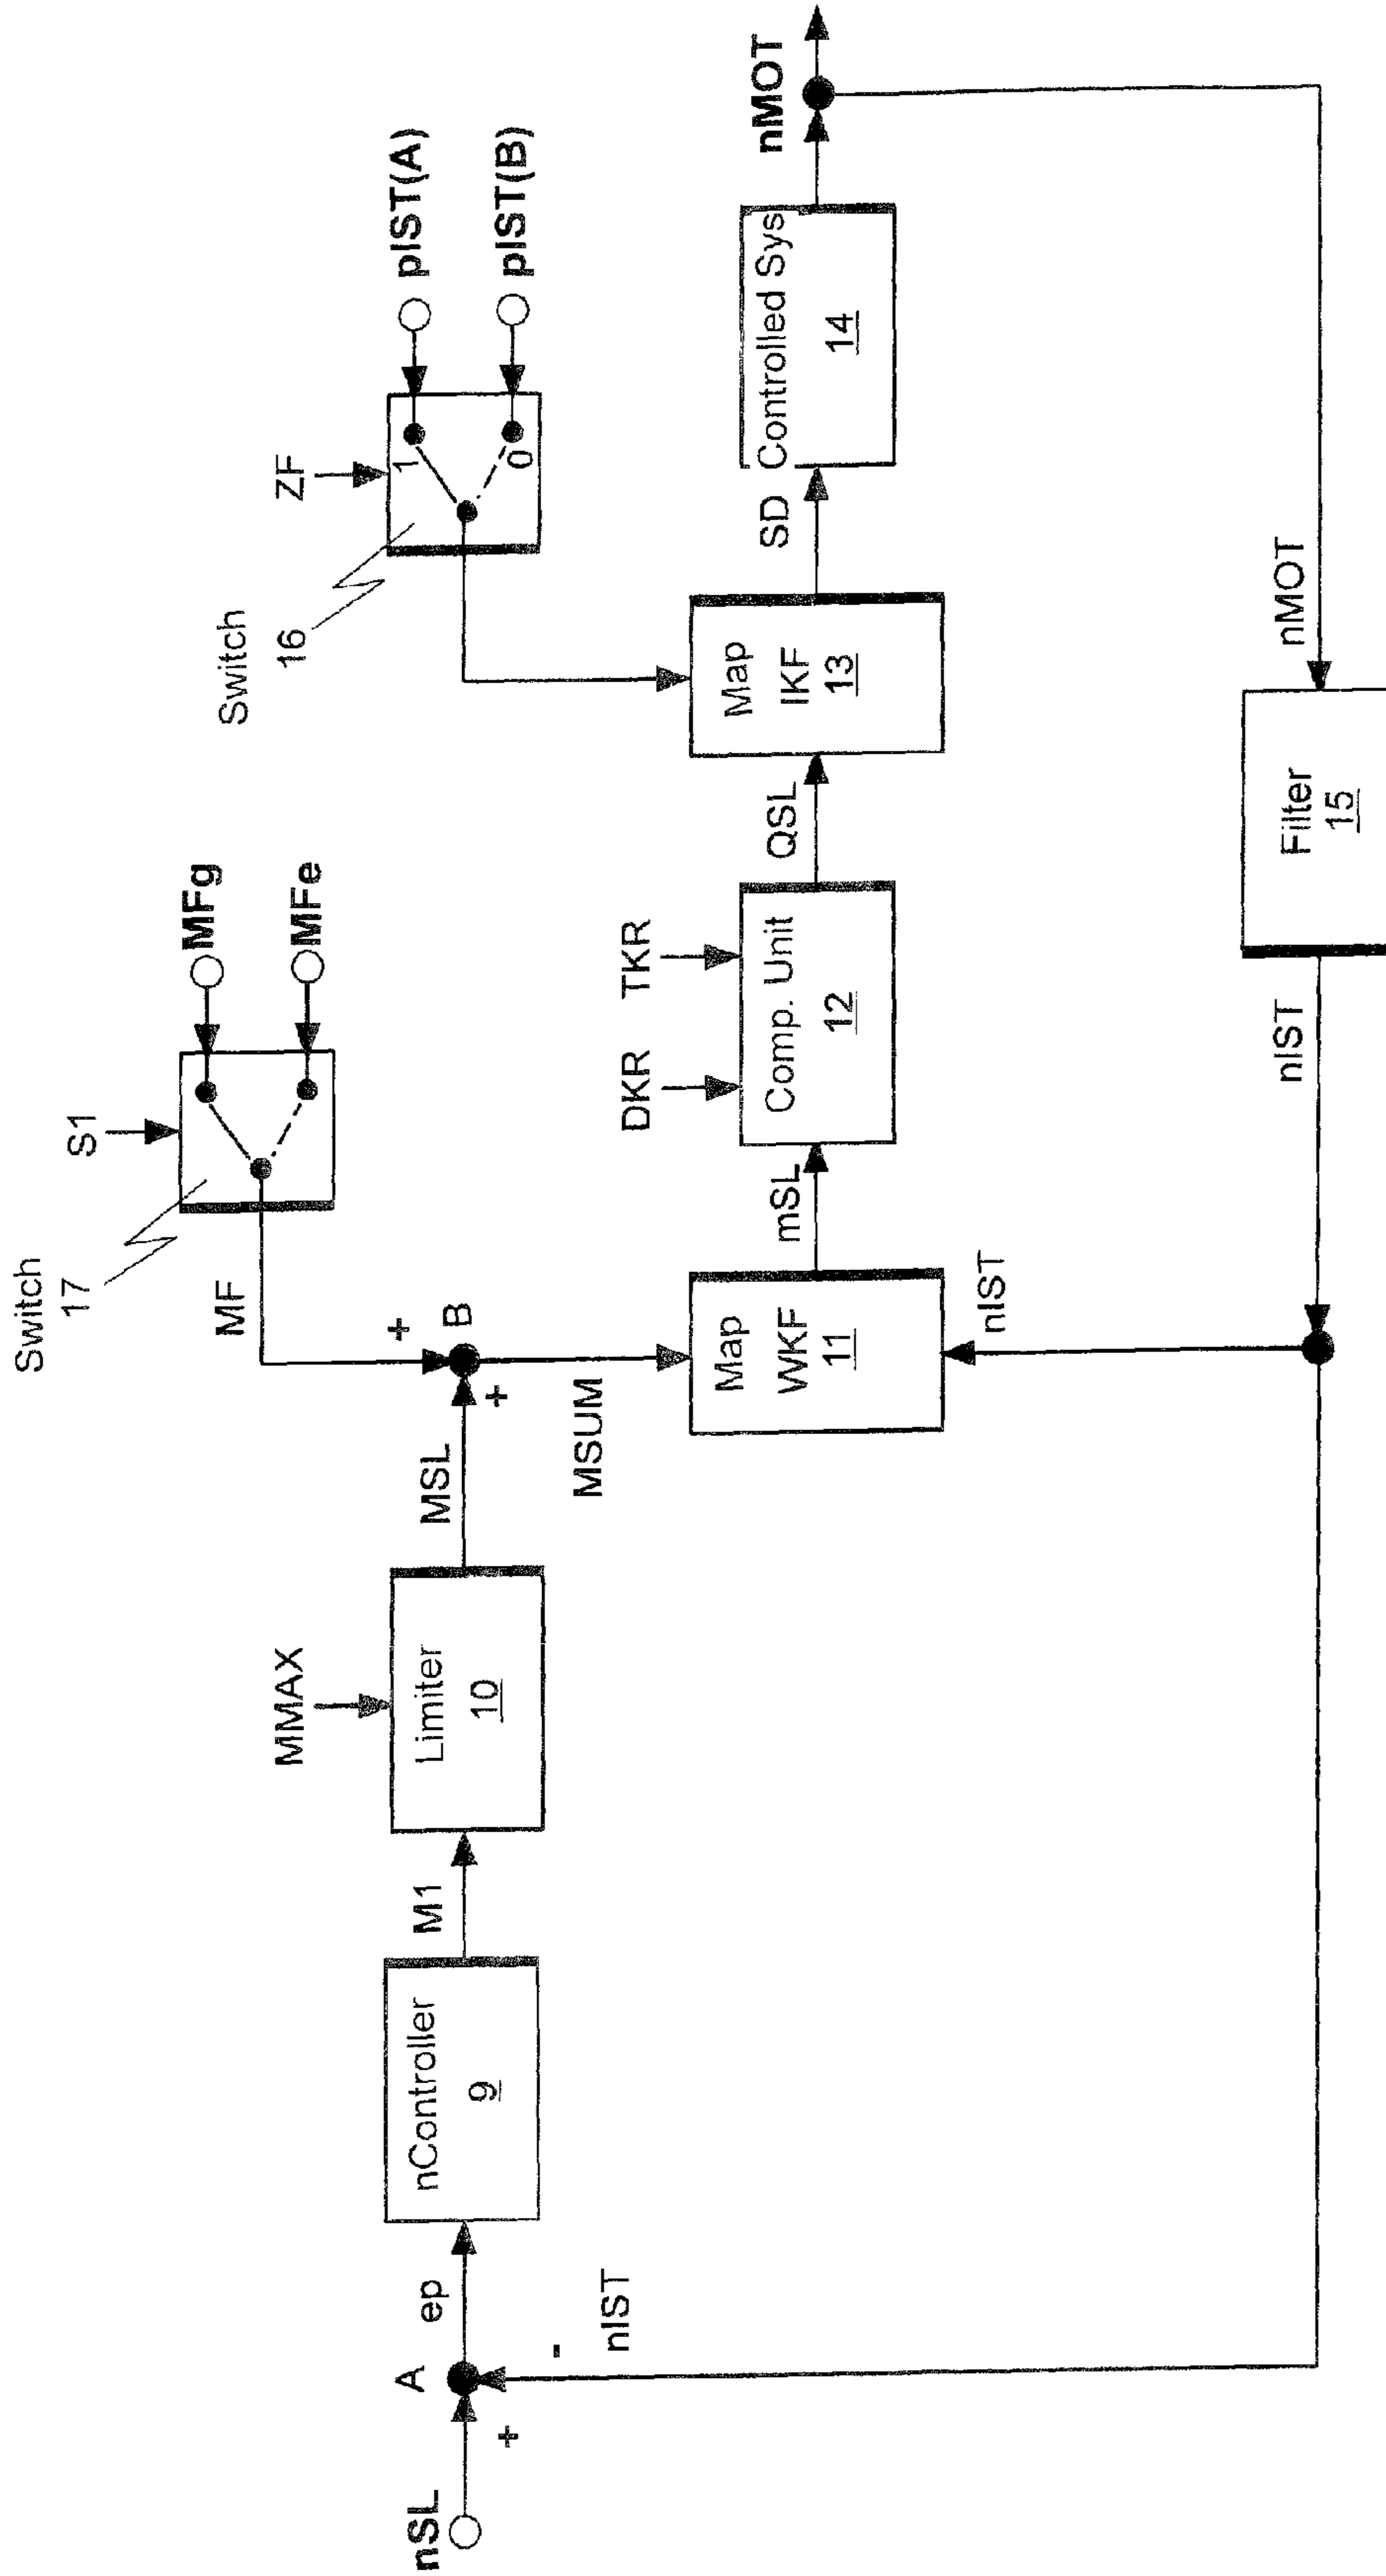 Switch
17
S1
MFg
MFe
MF
Switch
16
ZF
1
0
pIST(A)
pIST(B)
nSL
+
A
-
nIST
ep
nController
9
M1
MMAX
Limiter
10
MSL
+
+
B
MSUM
Map
WKF
11
nIST
mSL
DKR
TKR
Comp. Unit
12
QSL
Map
IKF
13
SD
Controlled Sys
14
nMOT
nMOT
Filter
15
nIST